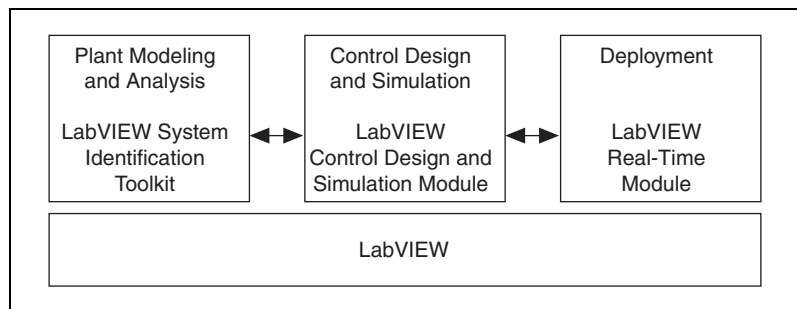 Plant Modeling
and Analysis
LabVIEW System
Identification
Toolkit
Control Design
and Simulation
LabVIEW
Control Design and
Simulation Module
Deployment
LabVIEW
Real-Time
Module
LabVIEW